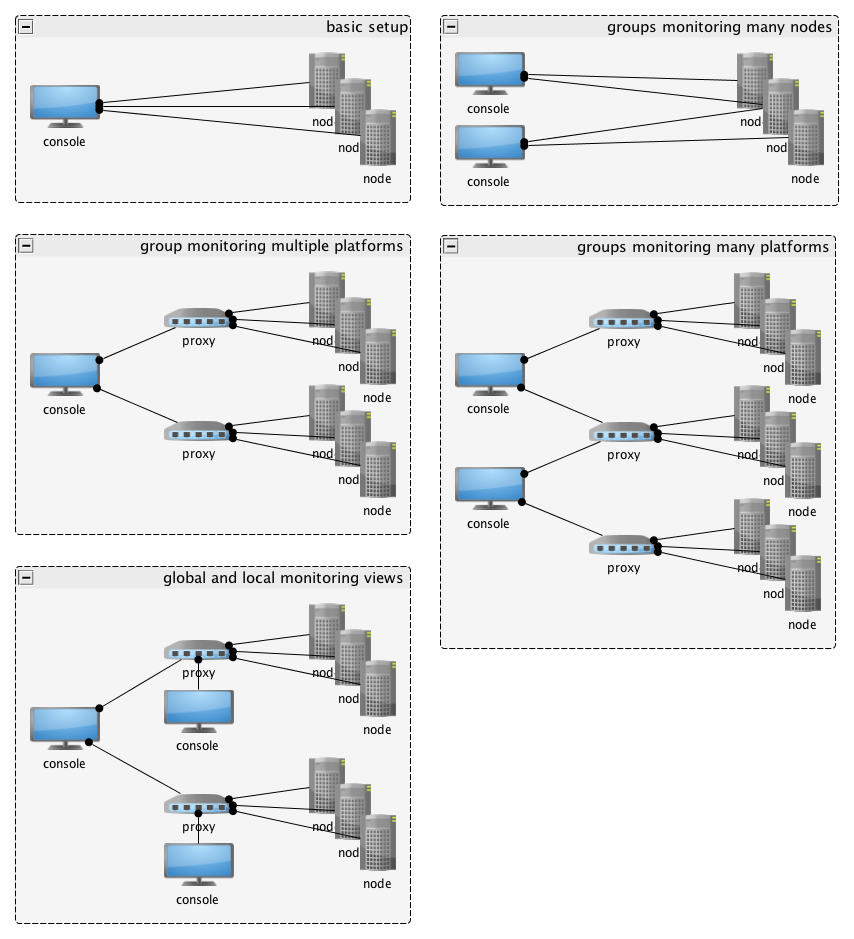 basic setup
console
nod
nod
node
groups monitoring many nodes
console
console
nod
nod
node
group monitoring multiple platforms
proxy
nod
nod
node
console
proxy
nod
nod
node
groups monitoring many platforms
proxy
nod
nod
node
console
proxy
nod
nod
node
console
proxy
nod
nod
node
global and local monitoring views
proxy
nod
nod
node
console
console
proxy
nod
nod
node
console